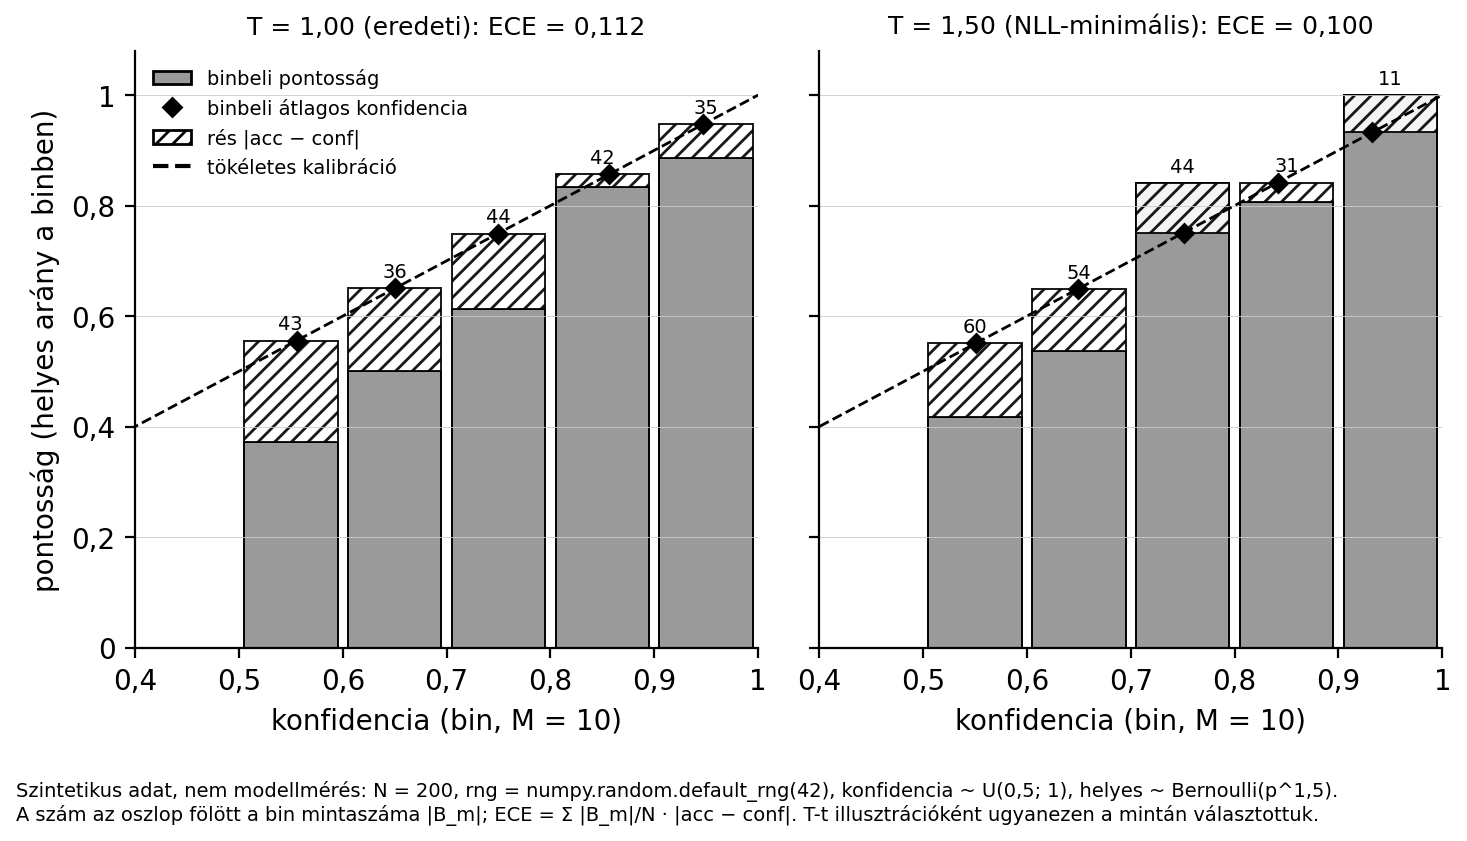 T = 1,00 (eredeti): ECE = 0,112
binbeli pontosság
binbeli átlagos konfidencia
rés |acc − conf|
tökéletes kalibráció
43
36
44
42
35
pontosság (helyes arány a binben)
1
0,8
0,6
0,4
0,2
0
0,4 0,5 0,6 0,7 0,8 0,9 1
konfidencia (bin, M = 10)
T = 1,50 (NLL-minimális): ECE = 0,100
60
54
44
31
11
0,4 0,5 0,6 0,7 0,8 0,9 1
konfidencia (bin, M = 10)
Szintetikus adat, nem modellmérés: N = 200, rng = numpy.random.default_rng(42), konfidencia ~ U(0,5; 1), helyes ~ Bernoulli(p^1,5).
A szám az oszlop fölött a bin mintaszáma |B_m|; ECE = Σ |B_m|/N · |acc − conf|. T-t illusztrációként ugyanezen a mintán választottuk.